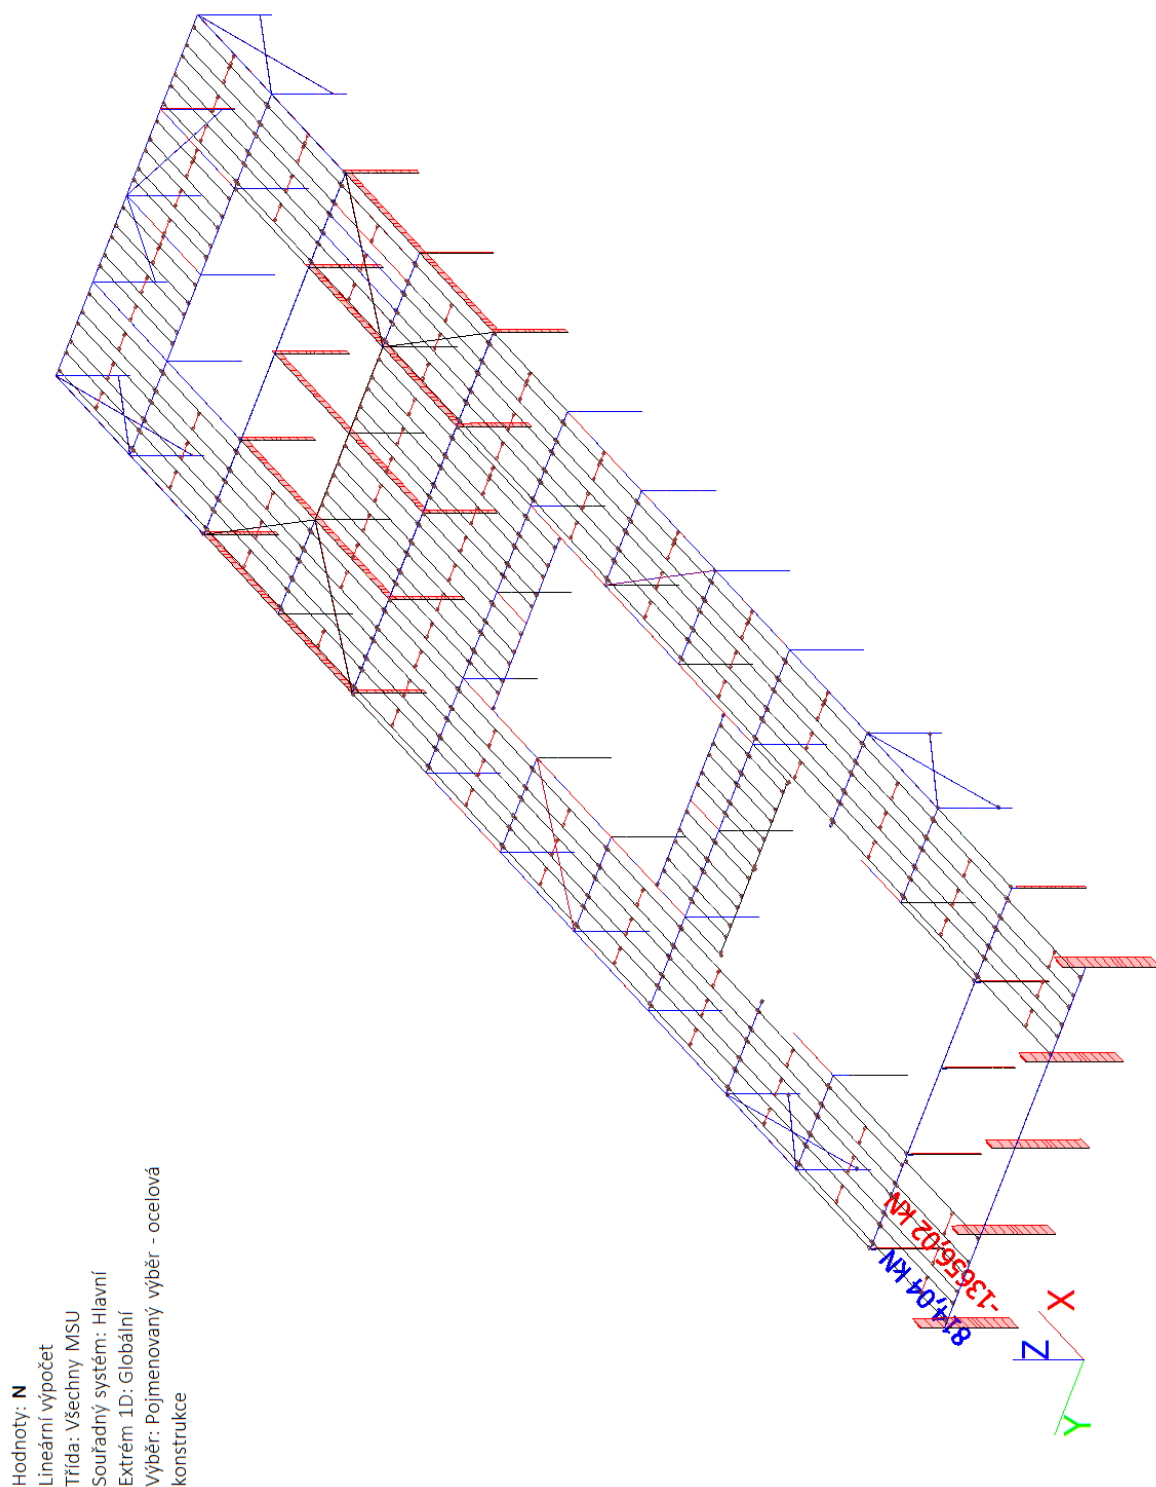 Hodnoty: N
Lineární výpočet
Třída: Všechny MSU
Souřadný systém: Hlavní
Extrém 1D: Globální
Výběr: Pojmenovaný výběr - ocelová
konstrukce
-13656,02 kN
814,04 kN
X
Z
Y